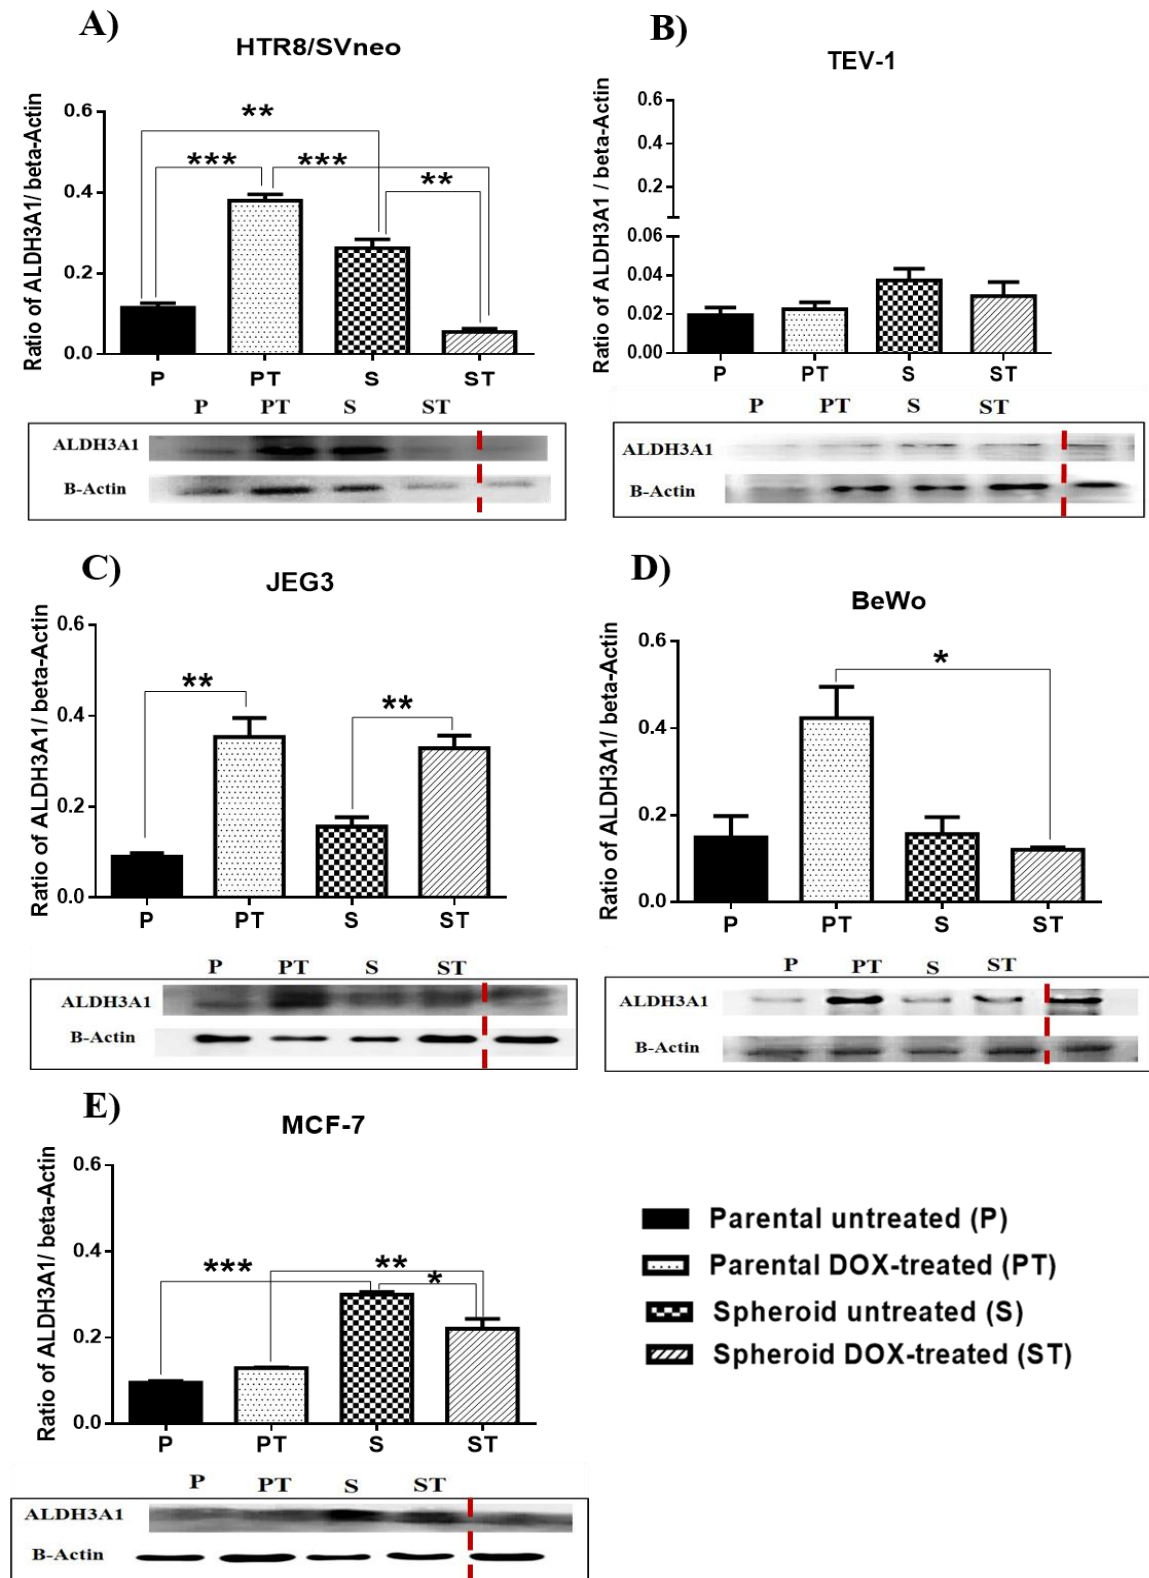 A)
HTR8/SVneo
Ratio of ALDH3A1/ beta-Actin
0.6
0.4
0.2
0.0
**
***
***
**
P PT S ST
P PT S ST
ALDH3A1
B-Actin
B)
TEV-1
Ratio of ALDH3A1 / beta-Actin
0.6
0.4
0.2
0.06
0.04
0.02
0.00
P PT S ST
P PT S ST
ALDH3A1
B-Actin
C)
JEG3
Ratio of ALDH3A1/ beta-Actin
0.6
0.4
0.2
0.0
**
**
P PT S ST
P PT S ST
ALDH3A1
B-Actin
D)
BeWo
Ratio of ALDH3A1/ beta-Actin
0.6
0.4
0.2
0.0
*
P PT S ST
P PT S ST
ALDH3A1
B-Actin
E)
MCF-7
Ratio of ALDH3A1/ beta-Actin
0.6
0.4
0.2
0.0
***
**
*
P PT S ST
P PT S ST
ALDH3A1
B-Actin
Parental untreated (P)
Parental DOX-treated (PT)
Spheroid untreated (S)
Spheroid DOX-treated (ST)